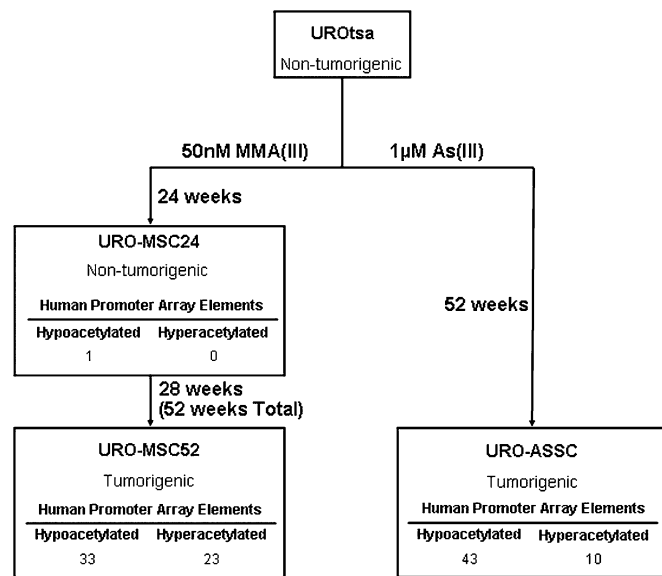 UROtsa
Non-tumorigenic
50nM MMA(III)
1µM As(III)
24 weeks
URO-MSC24
Non-tumorigenic
Human Promoter Array Elements
Hypoacetylated Hyperacetylated
1 0
52 weeks
28 weeks
(52 weeks Total)
URO-MSC52
Tumorigenic
Human Promoter Array Elements
Hypoacetylated Hyperacetylated
33 23
URO-ASSC
Tumorigenic
Human Promoter Array Elements
Hypoacetylated Hyperacetylated
43 10